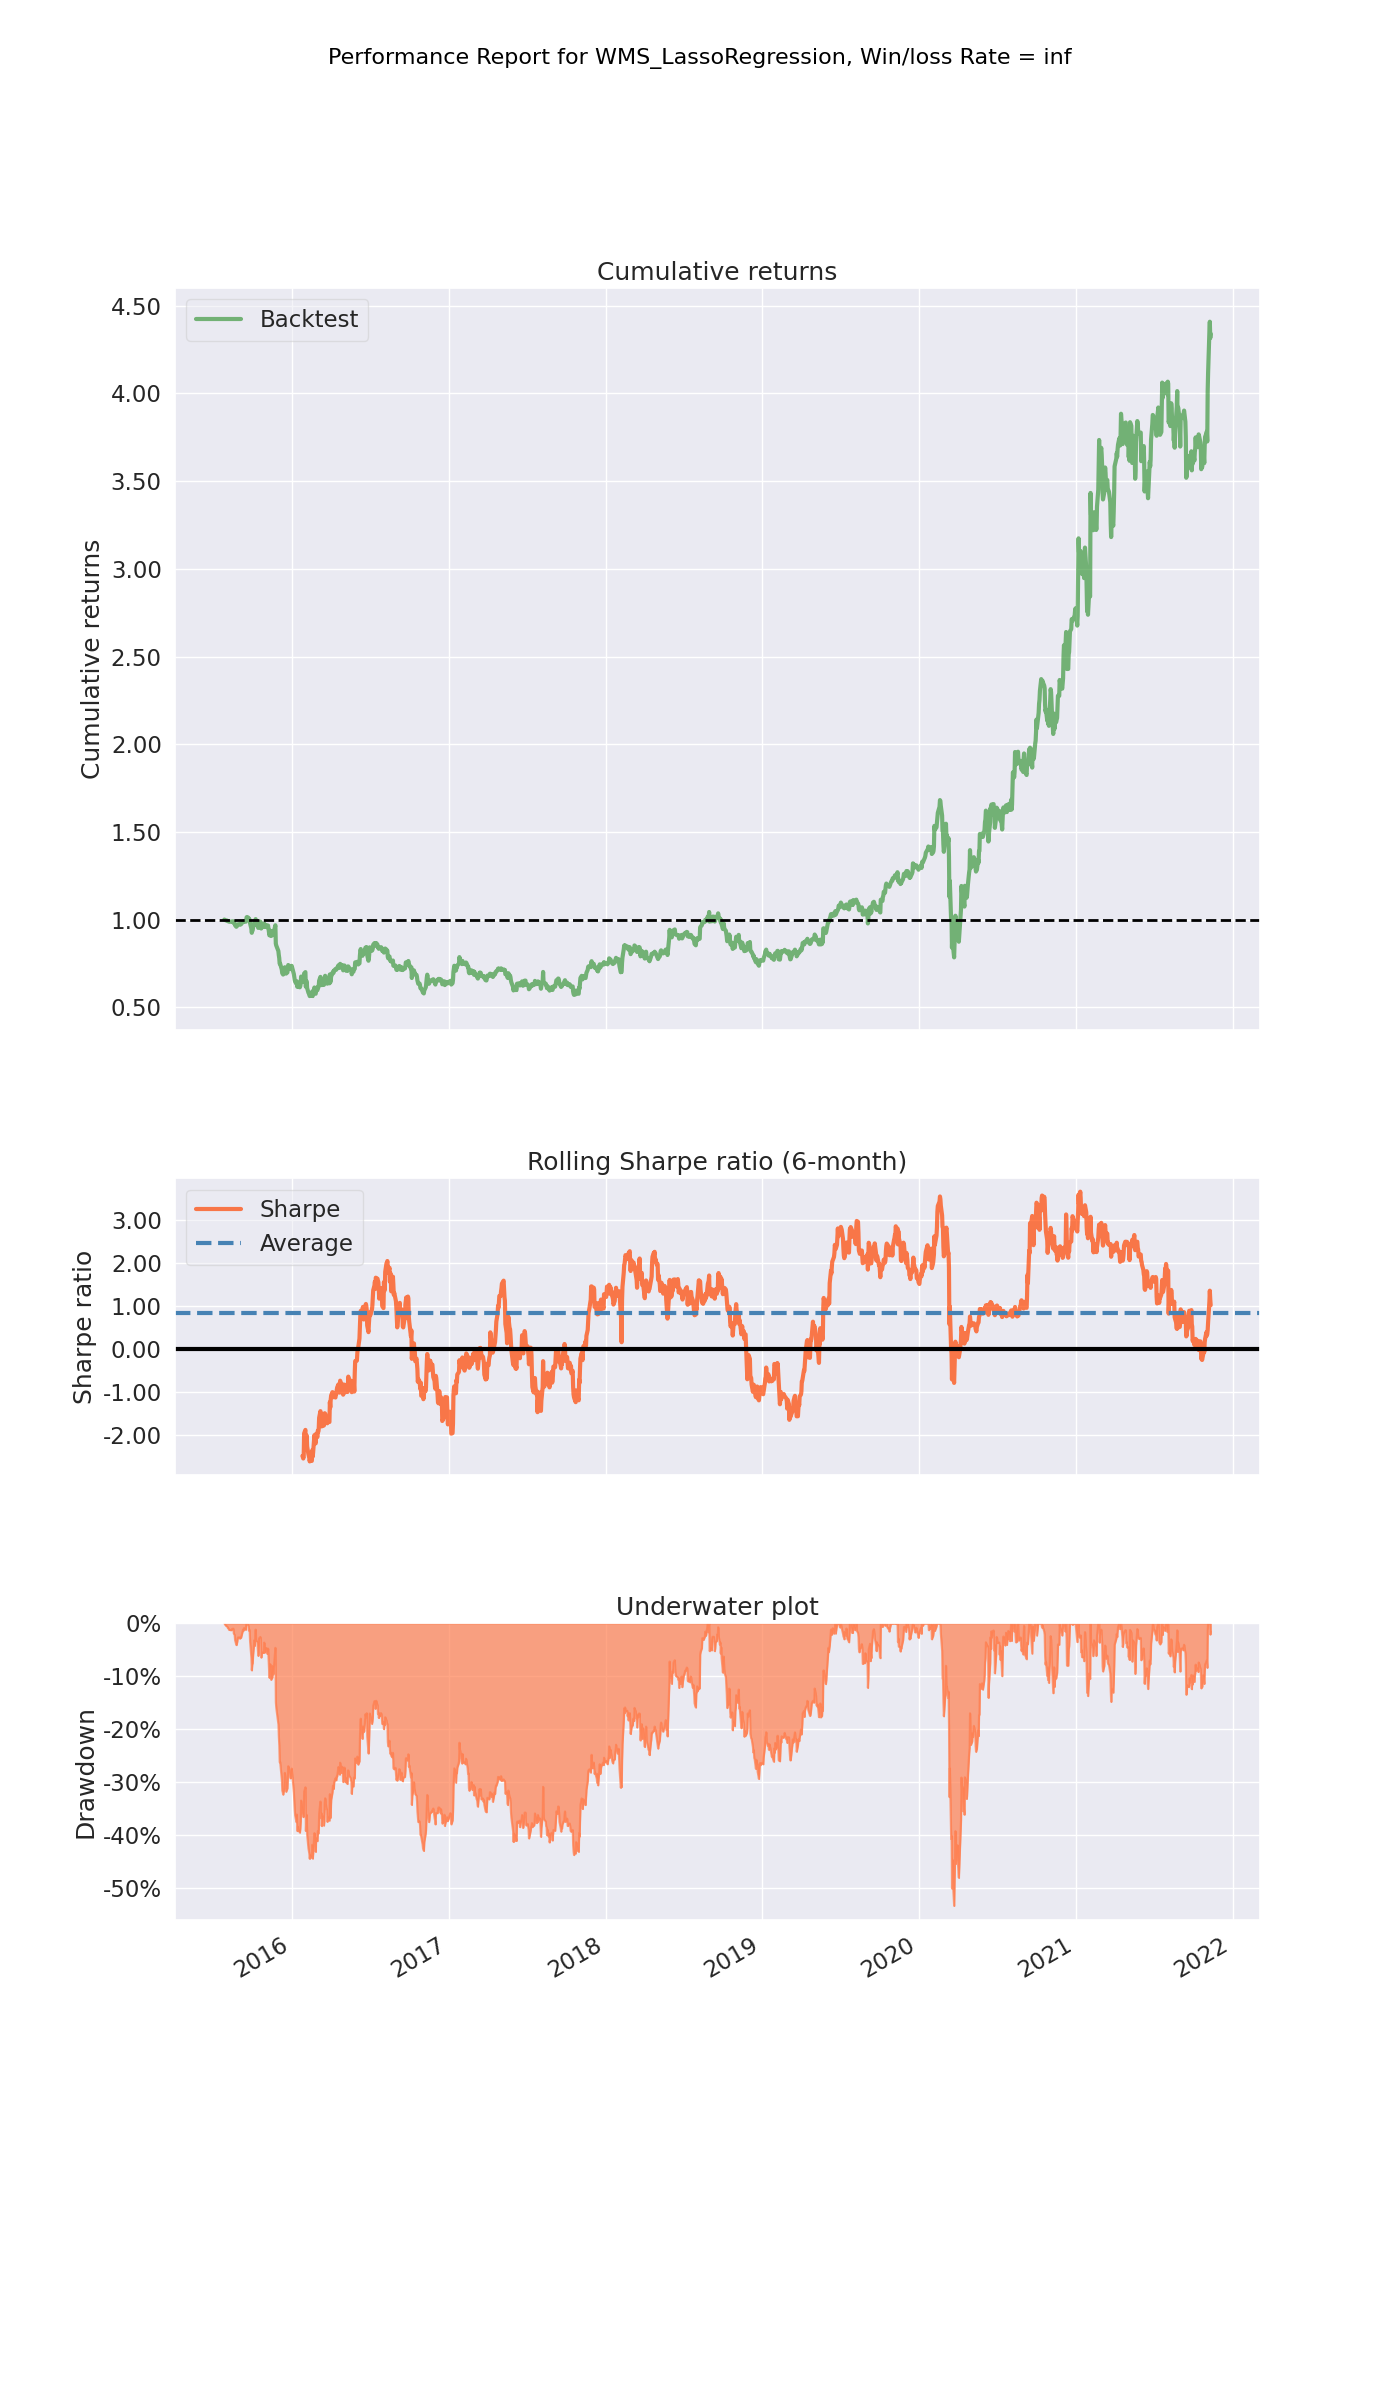 Performance Report for WMS_LassoRegression, Win/loss Rate = inf
Cumulative returns
Backtest
Cumulative returns
4.50
4.00
3.50
3.00
2.50
2.00
1.50
1.00
0.50
Rolling Sharpe ratio (6-month)
Sharpe
Average
Sharpe ratio
3.00
2.00
1.00
0.00
-1.00
-2.00
Underwater plot
Drawdown
0%
-10%
-20%
-30%
-40%
-50%
2016
2017
2018
2019
2020
2021
2022